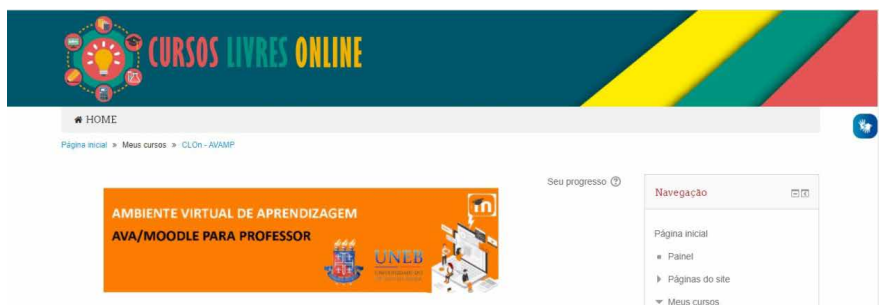 CURSOS LIVRES ONLINE
HOME
Página inicial » Meus cursos » CLOn - AVAMP
Seu progresso
AMBIENTE VIRTUAL DE APRENDIZAGEM
AVA/MOODLE PARA PROFESSOR
UNEB
m
Navegação
Página inicial
Painel
Páginas do site
Meus cursos